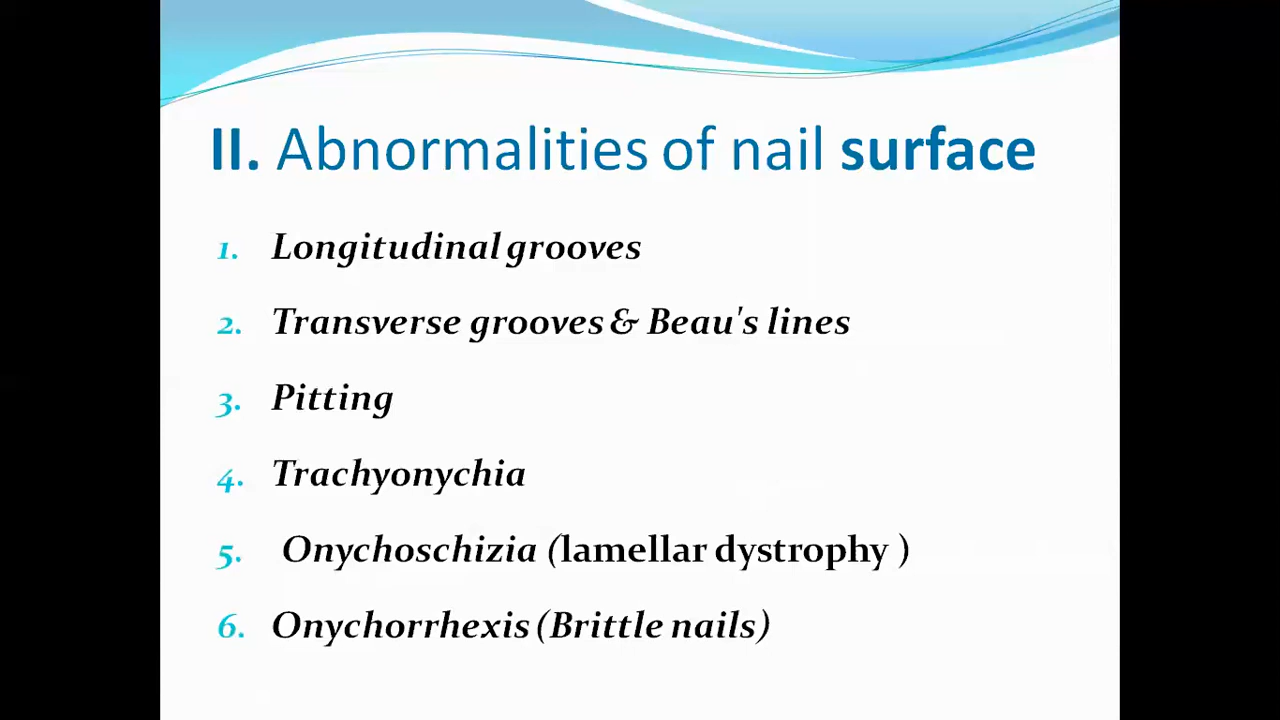 II. Abnormalities of nail surface
1. Longitudinal grooves
2. Transverse grooves & Beau's lines
3. Pitting
4. Trachyonychia
5. Onychoschizia (lamellar dystrophy )
6. Onychorrhexis (Brittle nails)